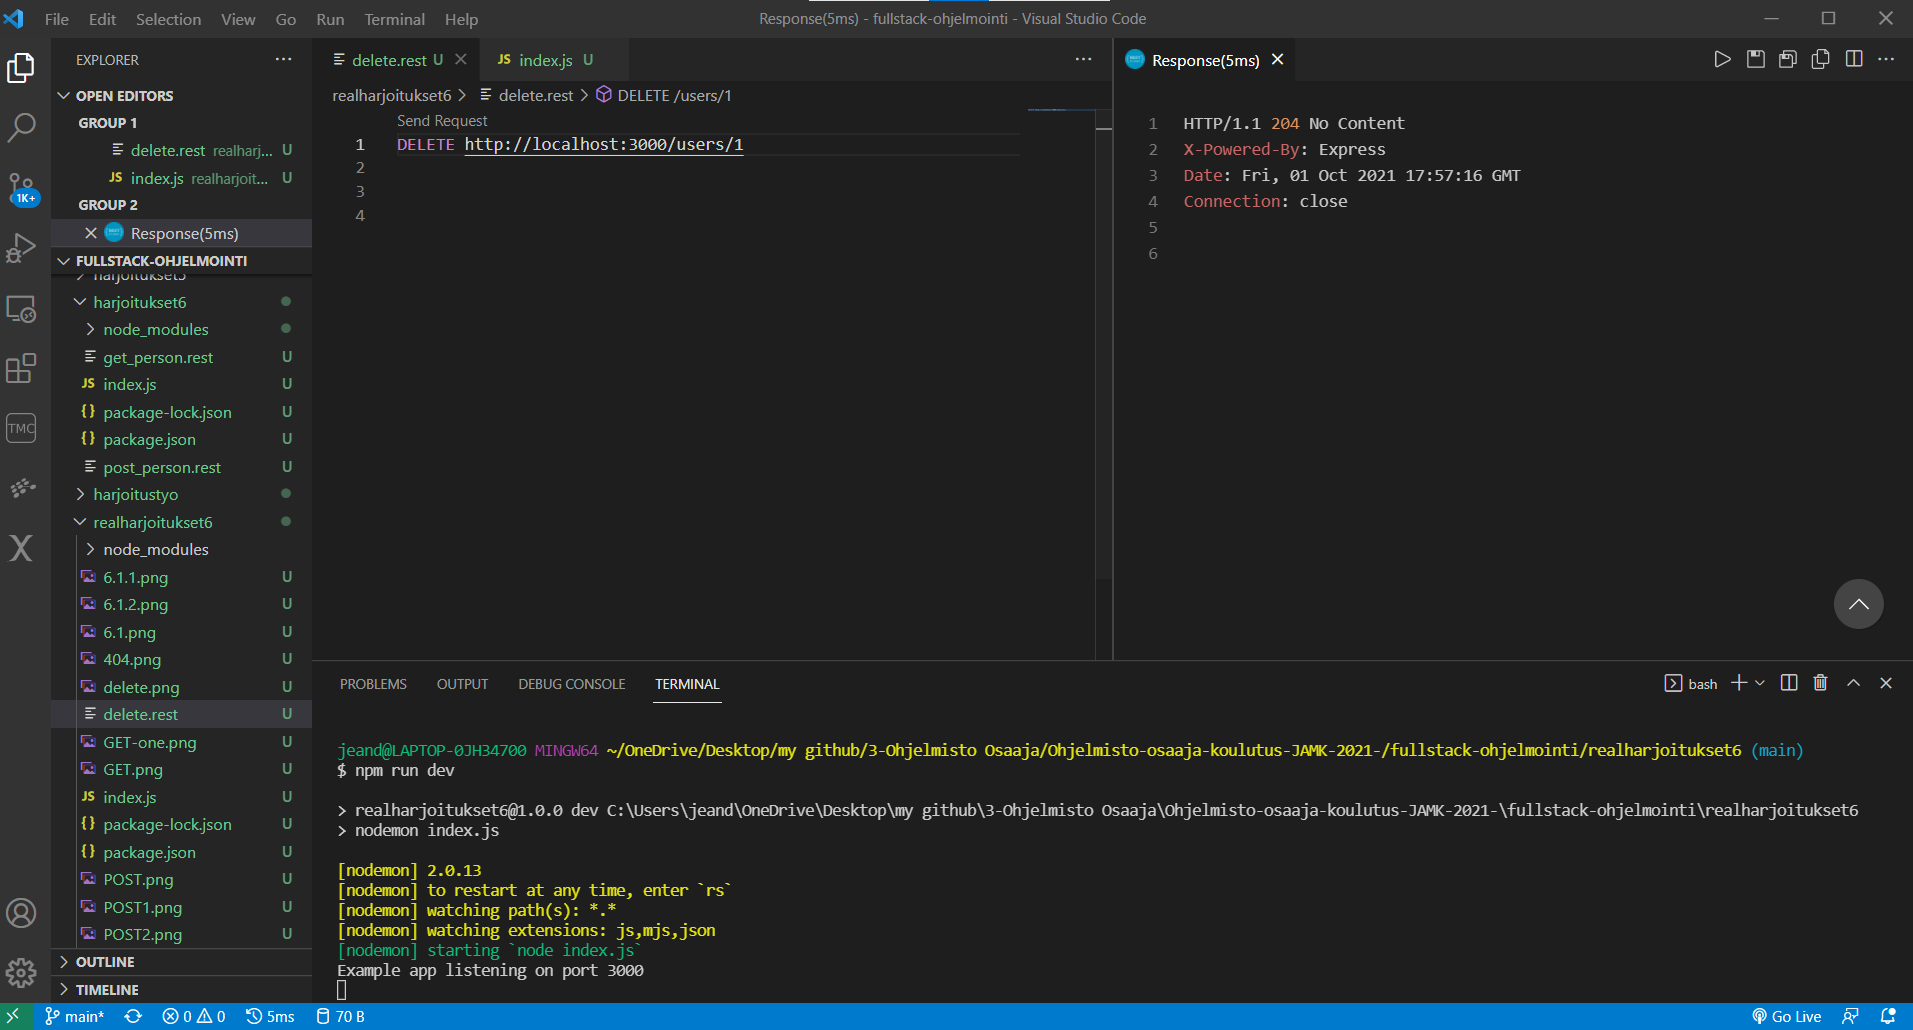 File Edit Selection View Go Run Terminal Help
Response(5ms) - fullstack-ohjelmointi - Visual Studio Code
EXPLORER
OPEN EDITORS
GROUP 1
delete.rest realharj... U
JS index.js realharjoit... U
GROUP 2
Response(5ms)
FULLSTACK-OHJELMOINTI
harjoitukset5
harjoitukset6
node_modules
get_person.rest U
JS index.js U
{} package-lock.json U
{} package.json U
post_person.rest U
harjoitustyo
realharjoitukset6
node_modules
6.1.1.png U
6.1.2.png U
6.1.png U
404.png U
delete.png U
delete.rest U
GET-one.png U
GET.png U
JS index.js U
{} package-lock.json U
{} package.json U
POST.png U
POST1.png U
POST2.png U
OUTLINE
TIMELINE
1K+
TMC
delete.rest U
JS index.js U
realharjoitukset6 > delete.rest > DELETE /users/1
Send Request
1 DELETE http://localhost:3000/users/1
2
3
4
Response(5ms)
1 HTTP/1.1 204 No Content
2 X-Powered-By: Express
3 Date: Fri, 01 Oct 2021 17:57:16 GMT
4 Connection: close
5
6
PROBLEMS OUTPUT DEBUG CONSOLE TERMINAL
bash
jeand@LAPTOP-0JH34700 MINGW64 ~/OneDrive/Desktop/my github/3-Ohjelmisto Osaaja/Ohjelmisto-osaaja-koulutus-JAMK-2021-/fullstack-ohjelmointi/realharjoitukset6 (main)
$ npm run dev
> realharjoitukset6@1.0.0 dev C:\Users\jeand\OneDrive\Desktop\my github\3-Ohjelmisto Osaaja\Ohjelmisto-osaaja-koulutus-JAMK-2021-\fullstack-ohjelmointi\realharjoitukset6
> nodemon index.js
[nodemon] 2.0.13
[nodemon] to restart at any time, enter `rs`
[nodemon] watching path(s): *.*
[nodemon] watching extensions: js,mjs,json
[nodemon] starting `node index.js`
Example app listening on port 3000
main* 0 0 5ms 70 B
Go Live